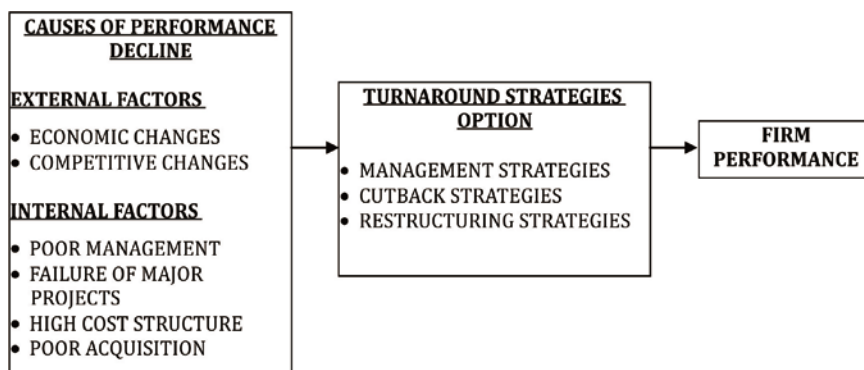 CAUSES OF PERFORMANCE
DECLINE
EXTERNAL FACTORS
• ECONOMIC CHANGES
• COMPETITIVE CHANGES
INTERNAL FACTORS
• POOR MANAGEMENT
• FAILURE OF MAJOR
PROJECTS
• HIGH COST STRUCTURE
• POOR ACQUISITION
TURNAROUND STRATEGIES
OPTION
• MANAGEMENT STRATEGIES
• CUTBACK STRATEGIES
• RESTRUCTURING STRATEGIES
FIRM
PERFORMANCE